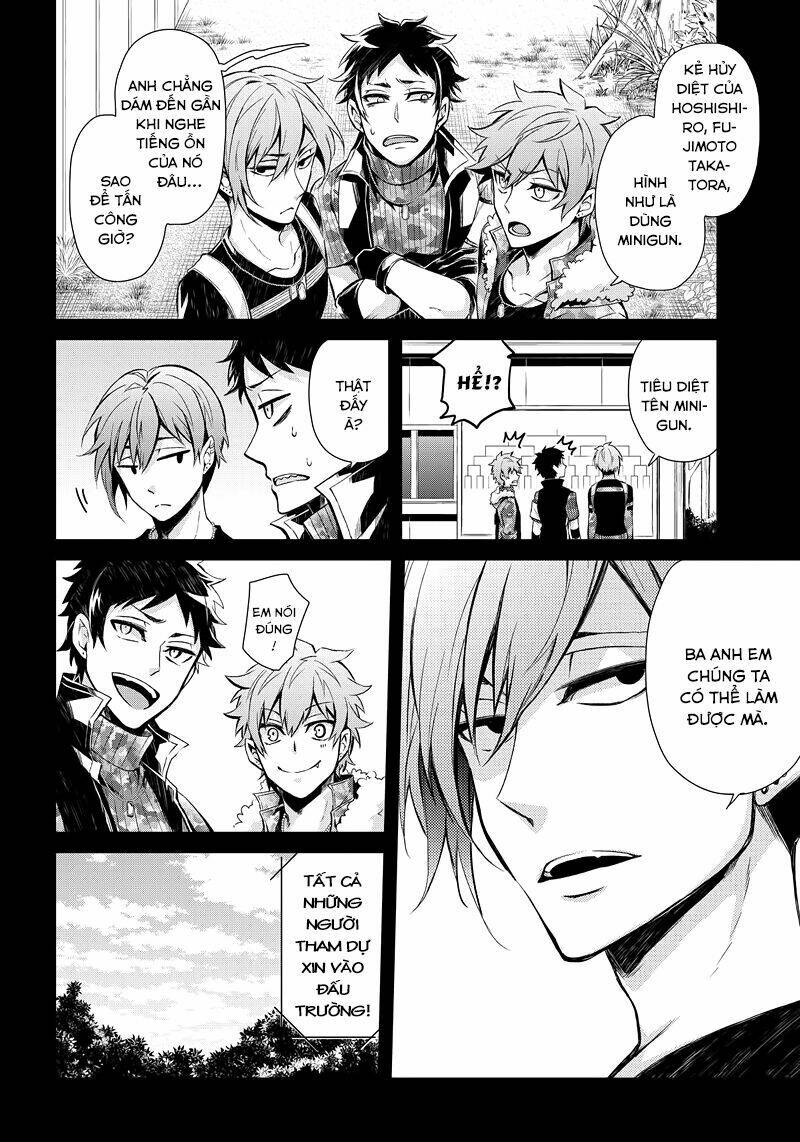 KẺ HỦY
DIỆT CỦA
HOSHISHI-
RO, FU-
JIMOTO
TAKA-
TORA,
HÌNH
NHƯ LÀ
DÙNG
MINIGUN.
ANH CHẲNG
DÁM ĐẾN GẦN
KHI NGHE
TIẾNG ỒN
CỦA NÓ
ĐÂU...
SAO
ĐỂ TẤN
CÔNG
GIỜ?
TIÊU DIỆT
TÊN MINI-
GUN.
HỂ!?
THẬT
ĐẤY
À?
BA ANH EM
CHÚNG TA
CÓ THỂ LÀM
ĐƯỢC MÀ.
EM NÓI
ĐÚNG
!
TẤT CẢ
NHỮNG
NGƯỜI
THAM DỰ
XIN VÀO
ĐẤU
TRƯỜNG!